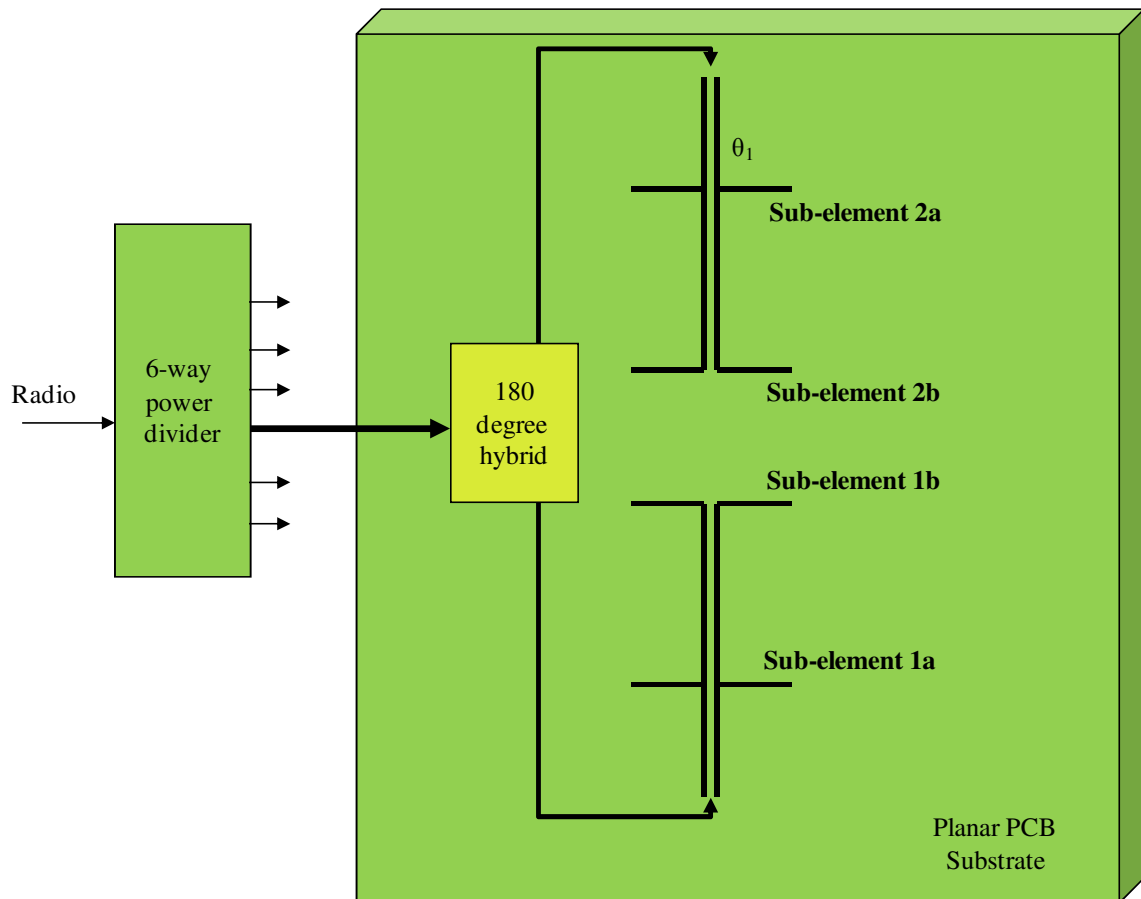 θ1
Sub-element 2a
6-way
power
divider
Radio
180
degree
hybrid
Sub-element 2b
Sub-element 1b
Sub-element 1a
Planar PCB
Substrate